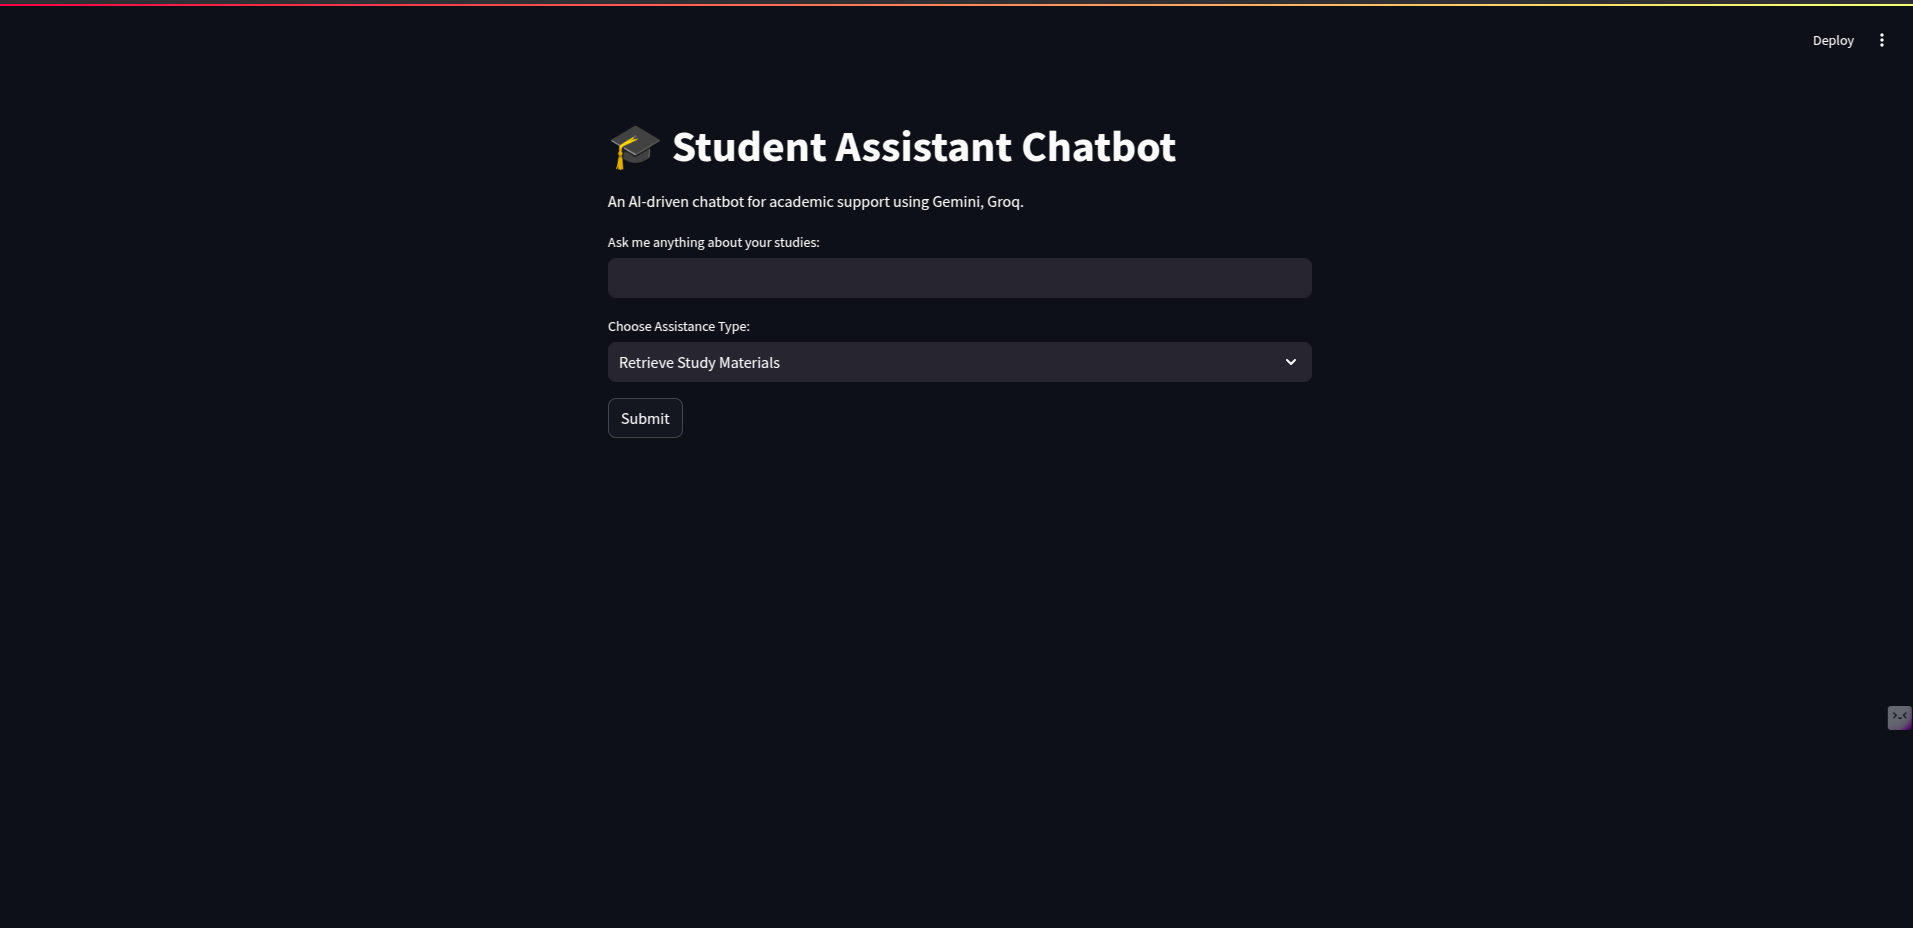 Deploy
🎓 Student Assistant Chatbot
An AI-driven chatbot for academic support using Gemini, Groq.
Ask me anything about your studies:
Choose Assistance Type:
Retrieve Study Materials
Submit